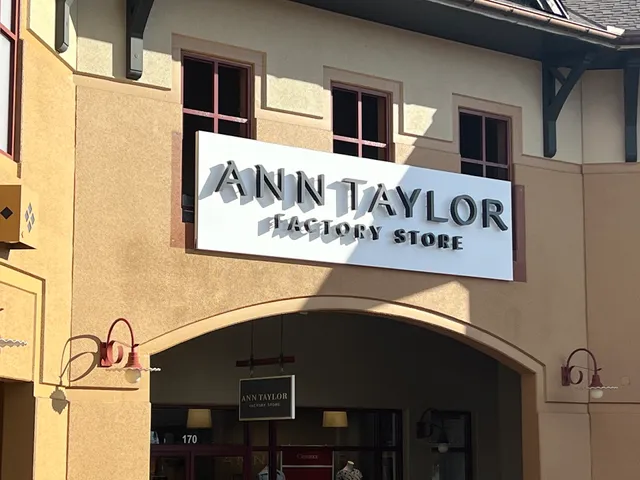 ANN TAYLOR
FACTORY STORE
ANN TAYLOR
FACTORY STORE
170